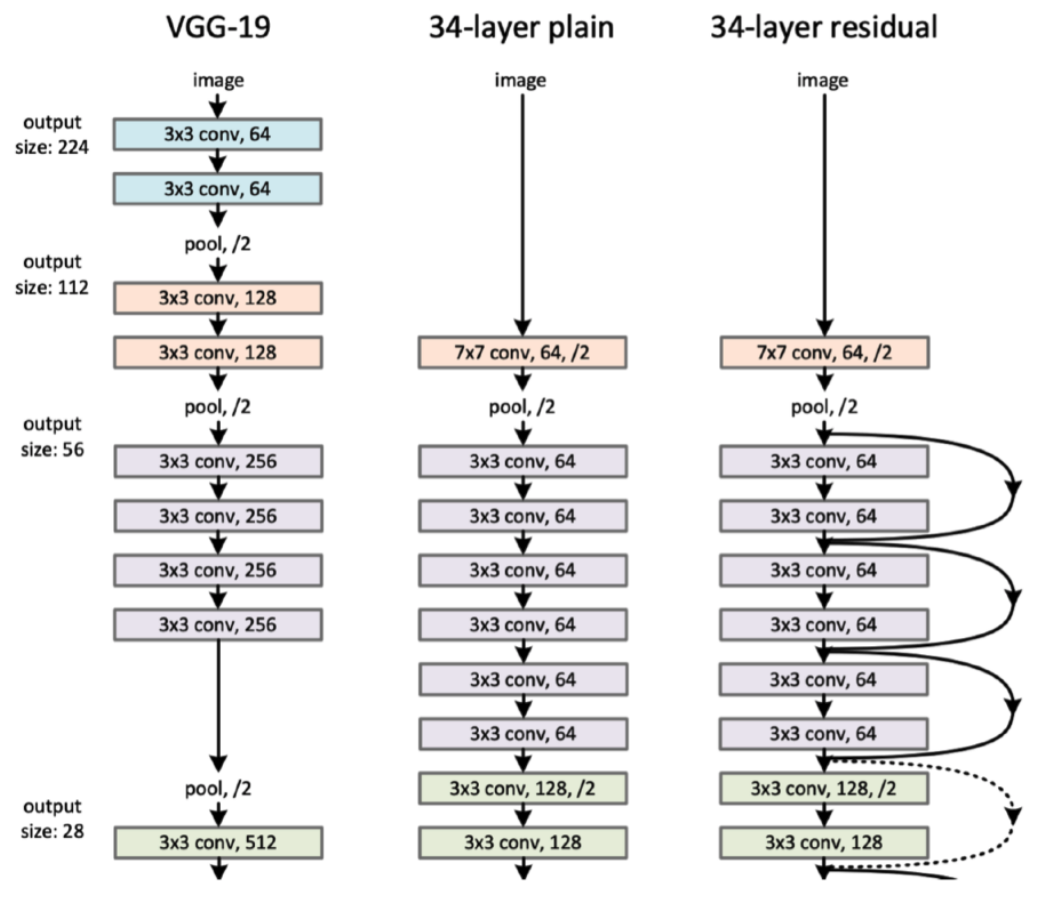 VGG-19
34-layer plain
34-layer residual
image
image
image
output
size: 224
3x3 conv, 64
3x3 conv, 64
pool, /2
output
size: 112
3x3 conv, 128
3x3 conv, 128
7x7 conv, 64, /2
7x7 conv, 64, /2
pool, /2
pool, /2
pool, /2
output
size: 56
3x3 conv, 256
3x3 conv, 64
3x3 conv, 64
3x3 conv, 256
3x3 conv, 64
3x3 conv, 64
3x3 conv, 256
3x3 conv, 64
3x3 conv, 64
3x3 conv, 256
3x3 conv, 64
3x3 conv, 64
3x3 conv, 64
3x3 conv, 64
3x3 conv, 64
3x3 conv, 64
pool, /2
3x3 conv, 128, /2
3x3 conv, 128, /2
output
size: 28
3x3 conv, 512
3x3 conv, 128
3x3 conv, 128